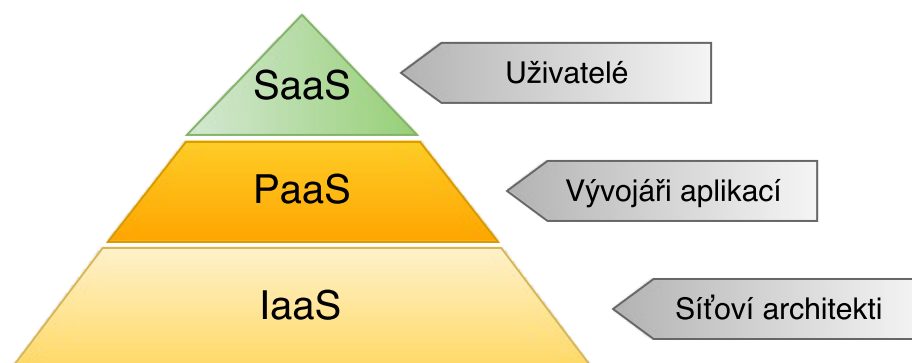 SaaS
Uživatelé
PaaS
Vývojáři aplikací
IaaS
Síťoví architekti